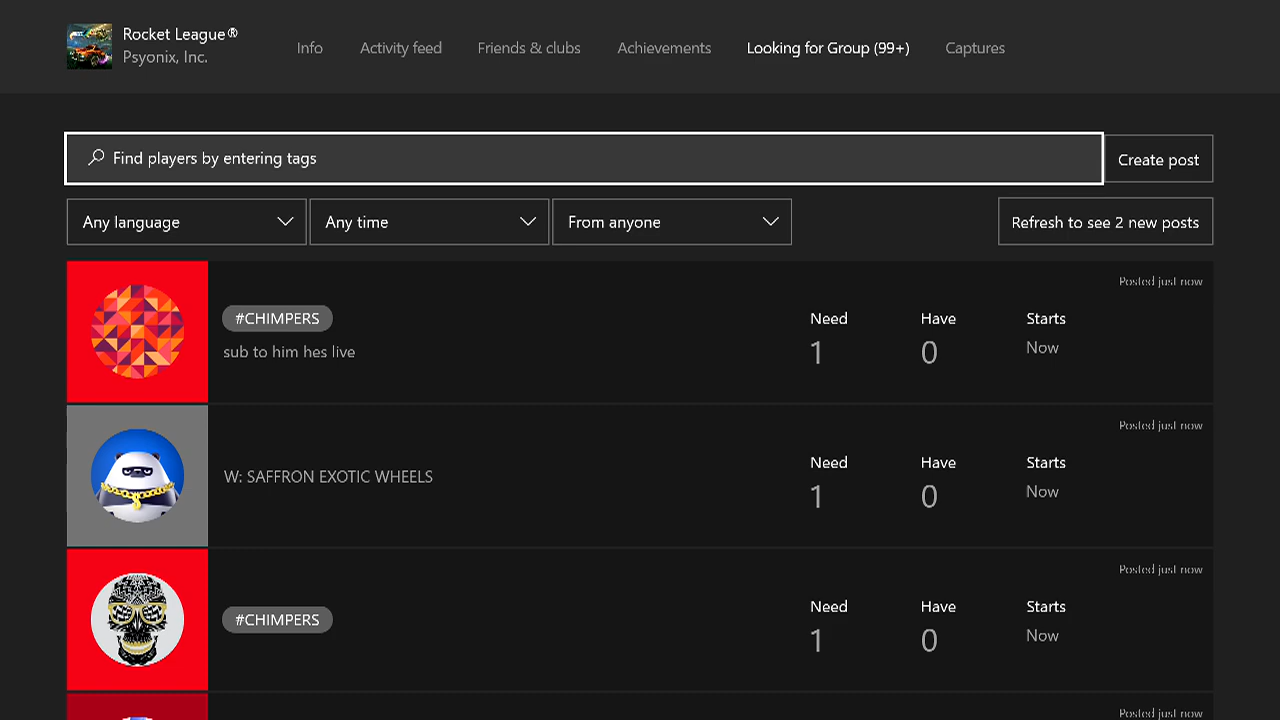 Rocket League®
Psyonix, Inc.
Info
Activity feed
Friends & clubs
Achievements
Looking for Group (99+)
Captures
Find players by entering tags
Create post
Any language
Any time
From anyone
Refresh to see 2 new posts
Posted just now
#CHIMPERS
sub to him hes live
Need
1
Have
0
Starts
Now
Posted just now
W: SAFFRON EXOTIC WHEELS
Need
1
Have
0
Starts
Now
Posted just now
#CHIMPERS
Need
1
Have
0
Starts
Now
Posted just now